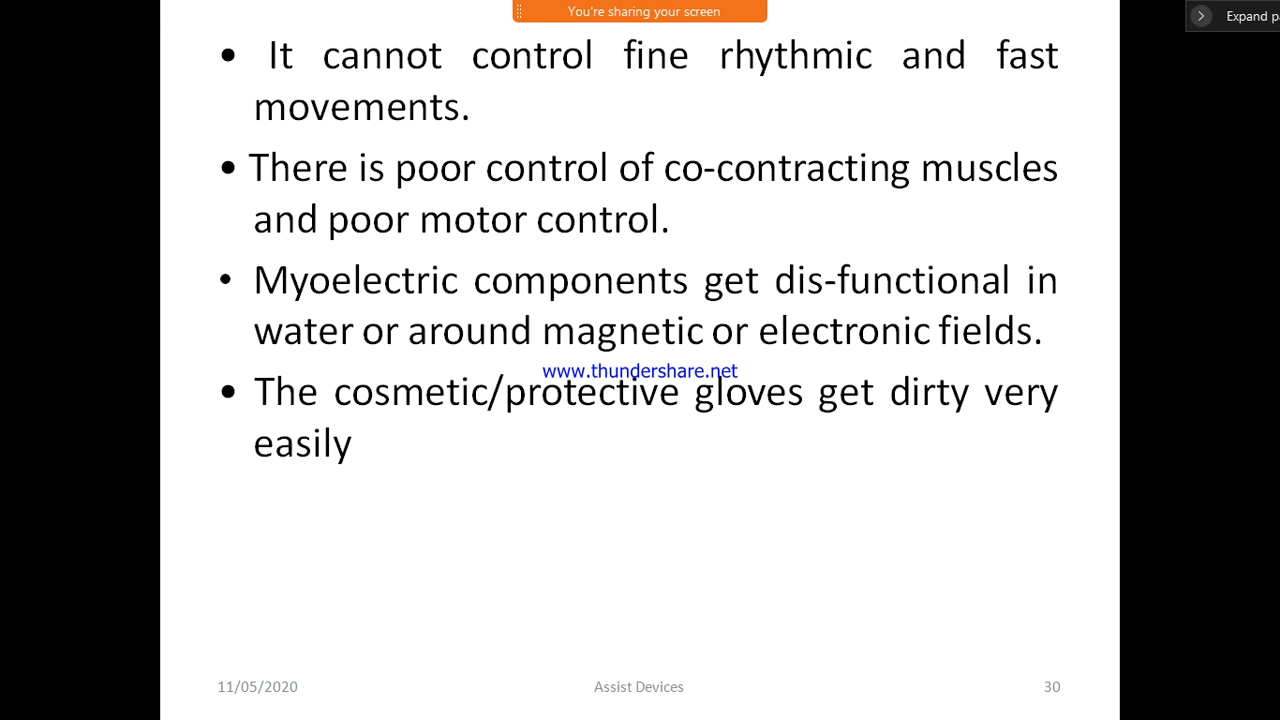 You're sharing your screen
Expand p
• It cannot control fine rhythmic and fast
movements.
• There is poor control of co-contracting muscles
and poor motor control.
• Myoelectric components get dis-functional in
water or around magnetic or electronic fields.
www.thundershare.net
• The cosmetic/protective gloves get dirty very
easily
11/05/2020
Assist Devices
30